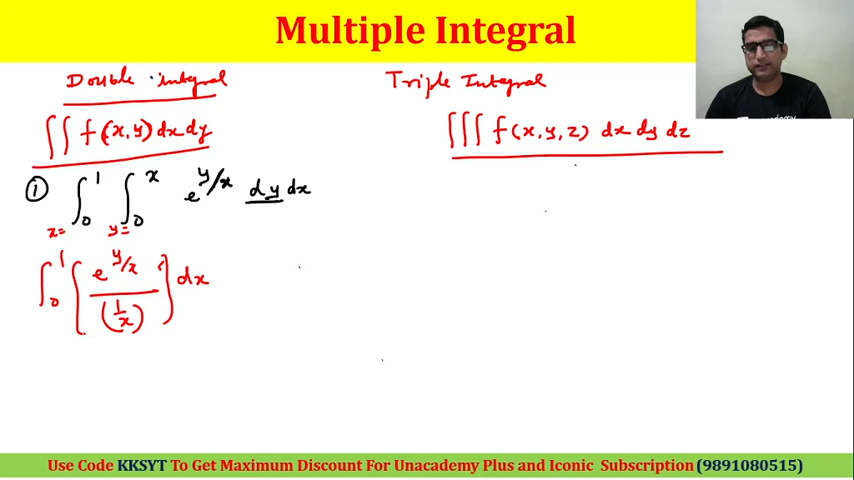 Multiple Integral
Double integral
∫∫ f(x,y) dx dy
① ∫₀¹ ∫₀ˣ e^(y/x) dy dx
x= y=
∫₀¹ [ e^(y/x) / (1/x) ] dx
Triple Integral
∫∫∫ f(x,y,z) dx dy dz
Use Code KKSYT To Get Maximum Discount For Unacademy Plus and Iconic Subscription (9891080515)